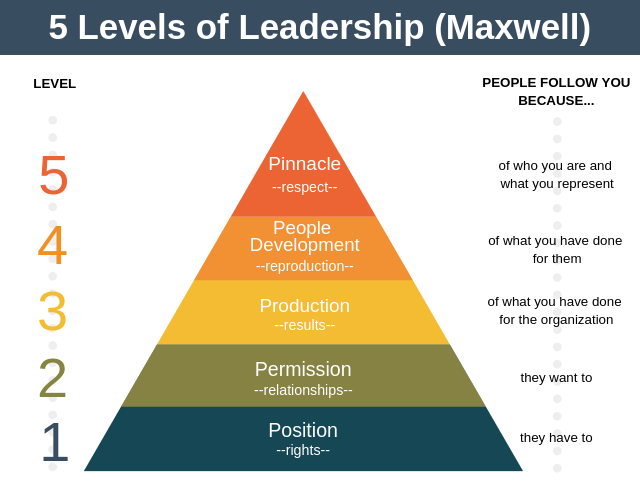 5 Levels of Leadership (Maxwell)
LEVEL
PEOPLE FOLLOW YOU
BECAUSE...
5
Pinnacle
--respect--
of who you are and
what you represent
4
People
Development
--reproduction--
of what you have done
for them
3
Production
--results--
of what you have done
for the organization
2
Permission
--relationships--
they want to
1
Position
--rights--
they have to